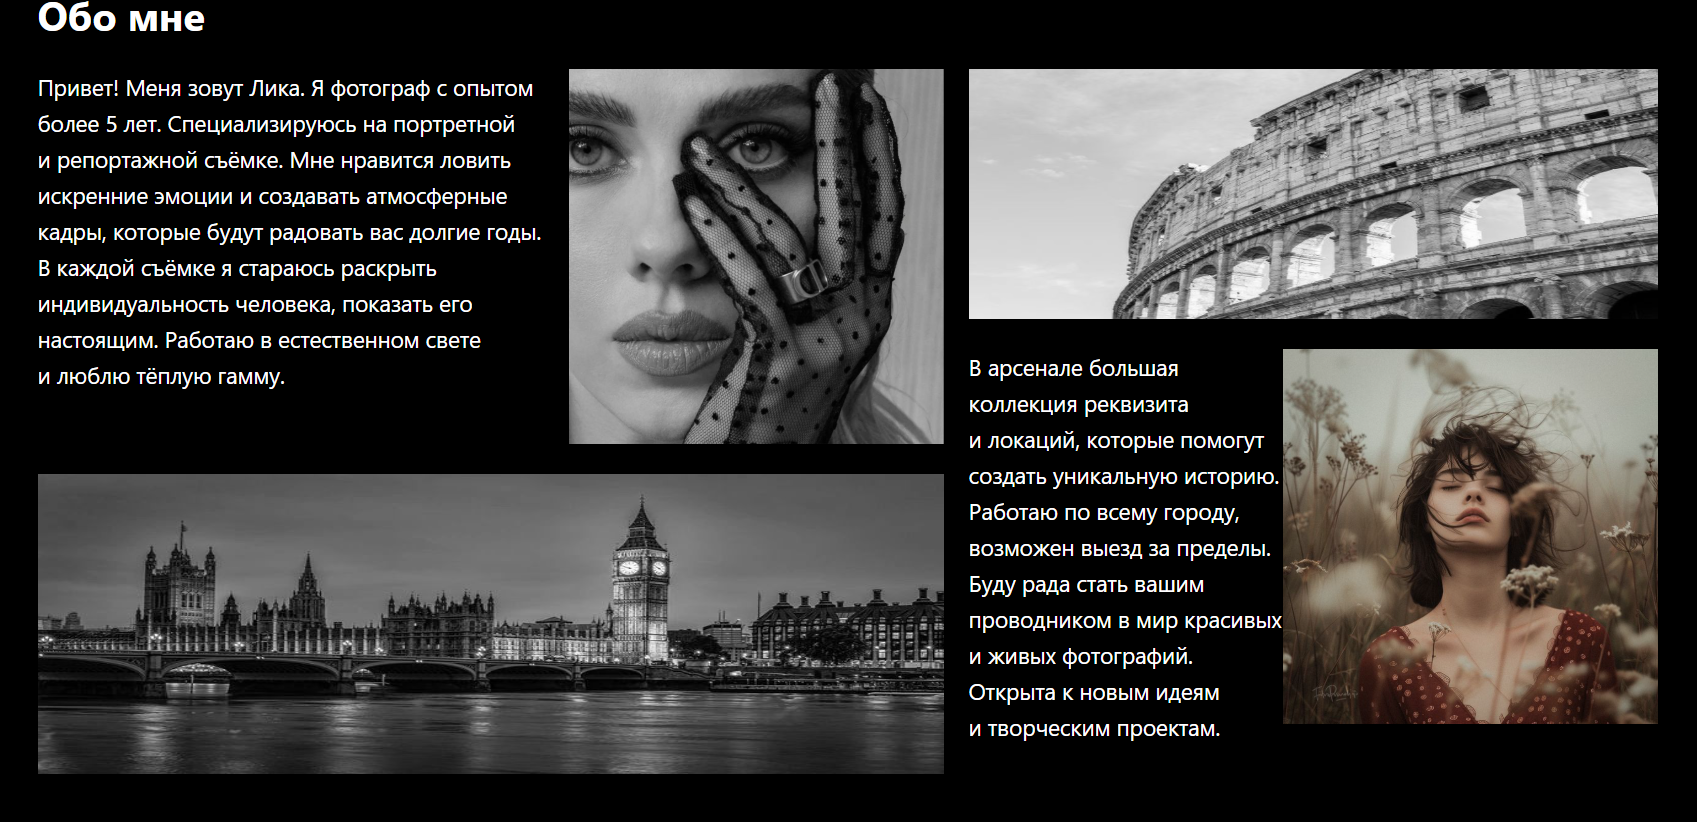 Обо мне
Привет! Меня зовут Лика. Я фотограф с опытом
более 5 лет. Специализируюсь на портретной
и репортажной съёмке. Мне нравится ловить
искренние эмоции и создавать атмосферные
кадры, которые будут радовать вас долгие годы.
В каждой съёмке я стараюсь раскрыть
индивидуальность человека, показать его
настоящим. Работаю в естественном свете
и люблю тёплую гамму.
В арсенале большая
коллекция реквизита
и локаций, которые помогут
создать уникальную историю.
Работаю по всему городу,
возможен выезд за пределы.
Буду рада стать вашим
проводником в мир красивых
и живых фотографий.
Открыта к новым идеям
и творческим проектам.